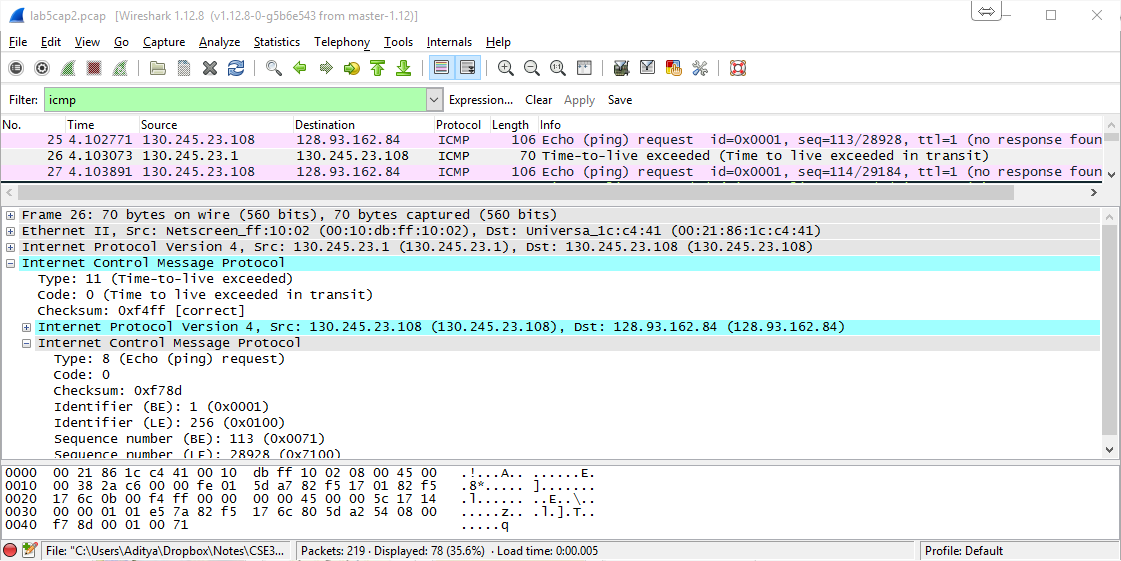 lab5cap2.pcap [Wireshark 1.12.8 (v1.12.8-0-g5b6e543 from master-1.12)]
File Edit View Go Capture Analyze Statistics Telephony Tools Internals Help
Filter: icmp Expression... Clear Apply Save
No. Time Source Destination Protocol Length Info
25 4.102771 130.245.23.108 128.93.162.84 ICMP 106 Echo (ping) request id=0x0001, seq=113/28928, ttl=1 (no response foun
26 4.103073 130.245.23.1 130.245.23.108 ICMP 70 Time-to-live exceeded (Time to live exceeded in transit)
27 4.103891 130.245.23.108 128.93.162.84 ICMP 106 Echo (ping) request id=0x0001, seq=114/29184, ttl=1 (no response foun
Frame 26: 70 bytes on wire (560 bits), 70 bytes captured (560 bits)
Ethernet II, Src: Netscreen_ff:10:02 (00:10:db:ff:10:02), Dst: Universa_1c:c4:41 (00:21:86:1c:c4:41)
Internet Protocol Version 4, Src: 130.245.23.1 (130.245.23.1), Dst: 130.245.23.108 (130.245.23.108)
Internet Control Message Protocol
Type: 11 (Time-to-live exceeded)
Code: 0 (Time to live exceeded in transit)
Checksum: 0xf4ff [correct]
Internet Protocol Version 4, Src: 130.245.23.108 (130.245.23.108), Dst: 128.93.162.84 (128.93.162.84)
Internet Control Message Protocol
Type: 8 (Echo (ping) request)
Code: 0
Checksum: 0xf78d
Identifier (BE): 1 (0x0001)
Identifier (LE): 256 (0x0100)
Sequence number (BE): 113 (0x0071)
Sequence number (LE): 28928 (0x7100)
0000 00 21 86 1c c4 41 00 10 db ff 10 02 08 00 45 00 .!...A.. ......E.
0010 00 38 2a c6 00 00 fe 01 5d a7 82 f5 17 01 82 f5 .8*..... ].......
0020 17 6c 0b 00 f4 ff 00 00 00 00 45 00 00 5c 17 14 .l...... ..E..\..
0030 00 00 01 01 e5 7a 82 f5 17 6c 80 5d a2 54 08 00 .....z.. .l.].T..
0040 f7 8d 00 01 00 71 .....q
File: "C:\Users\Aditya\Dropbox\Notes\CSE3... Packets: 219 · Displayed: 78 (35.6%) · Load time: 0:00.005 Profile: Default